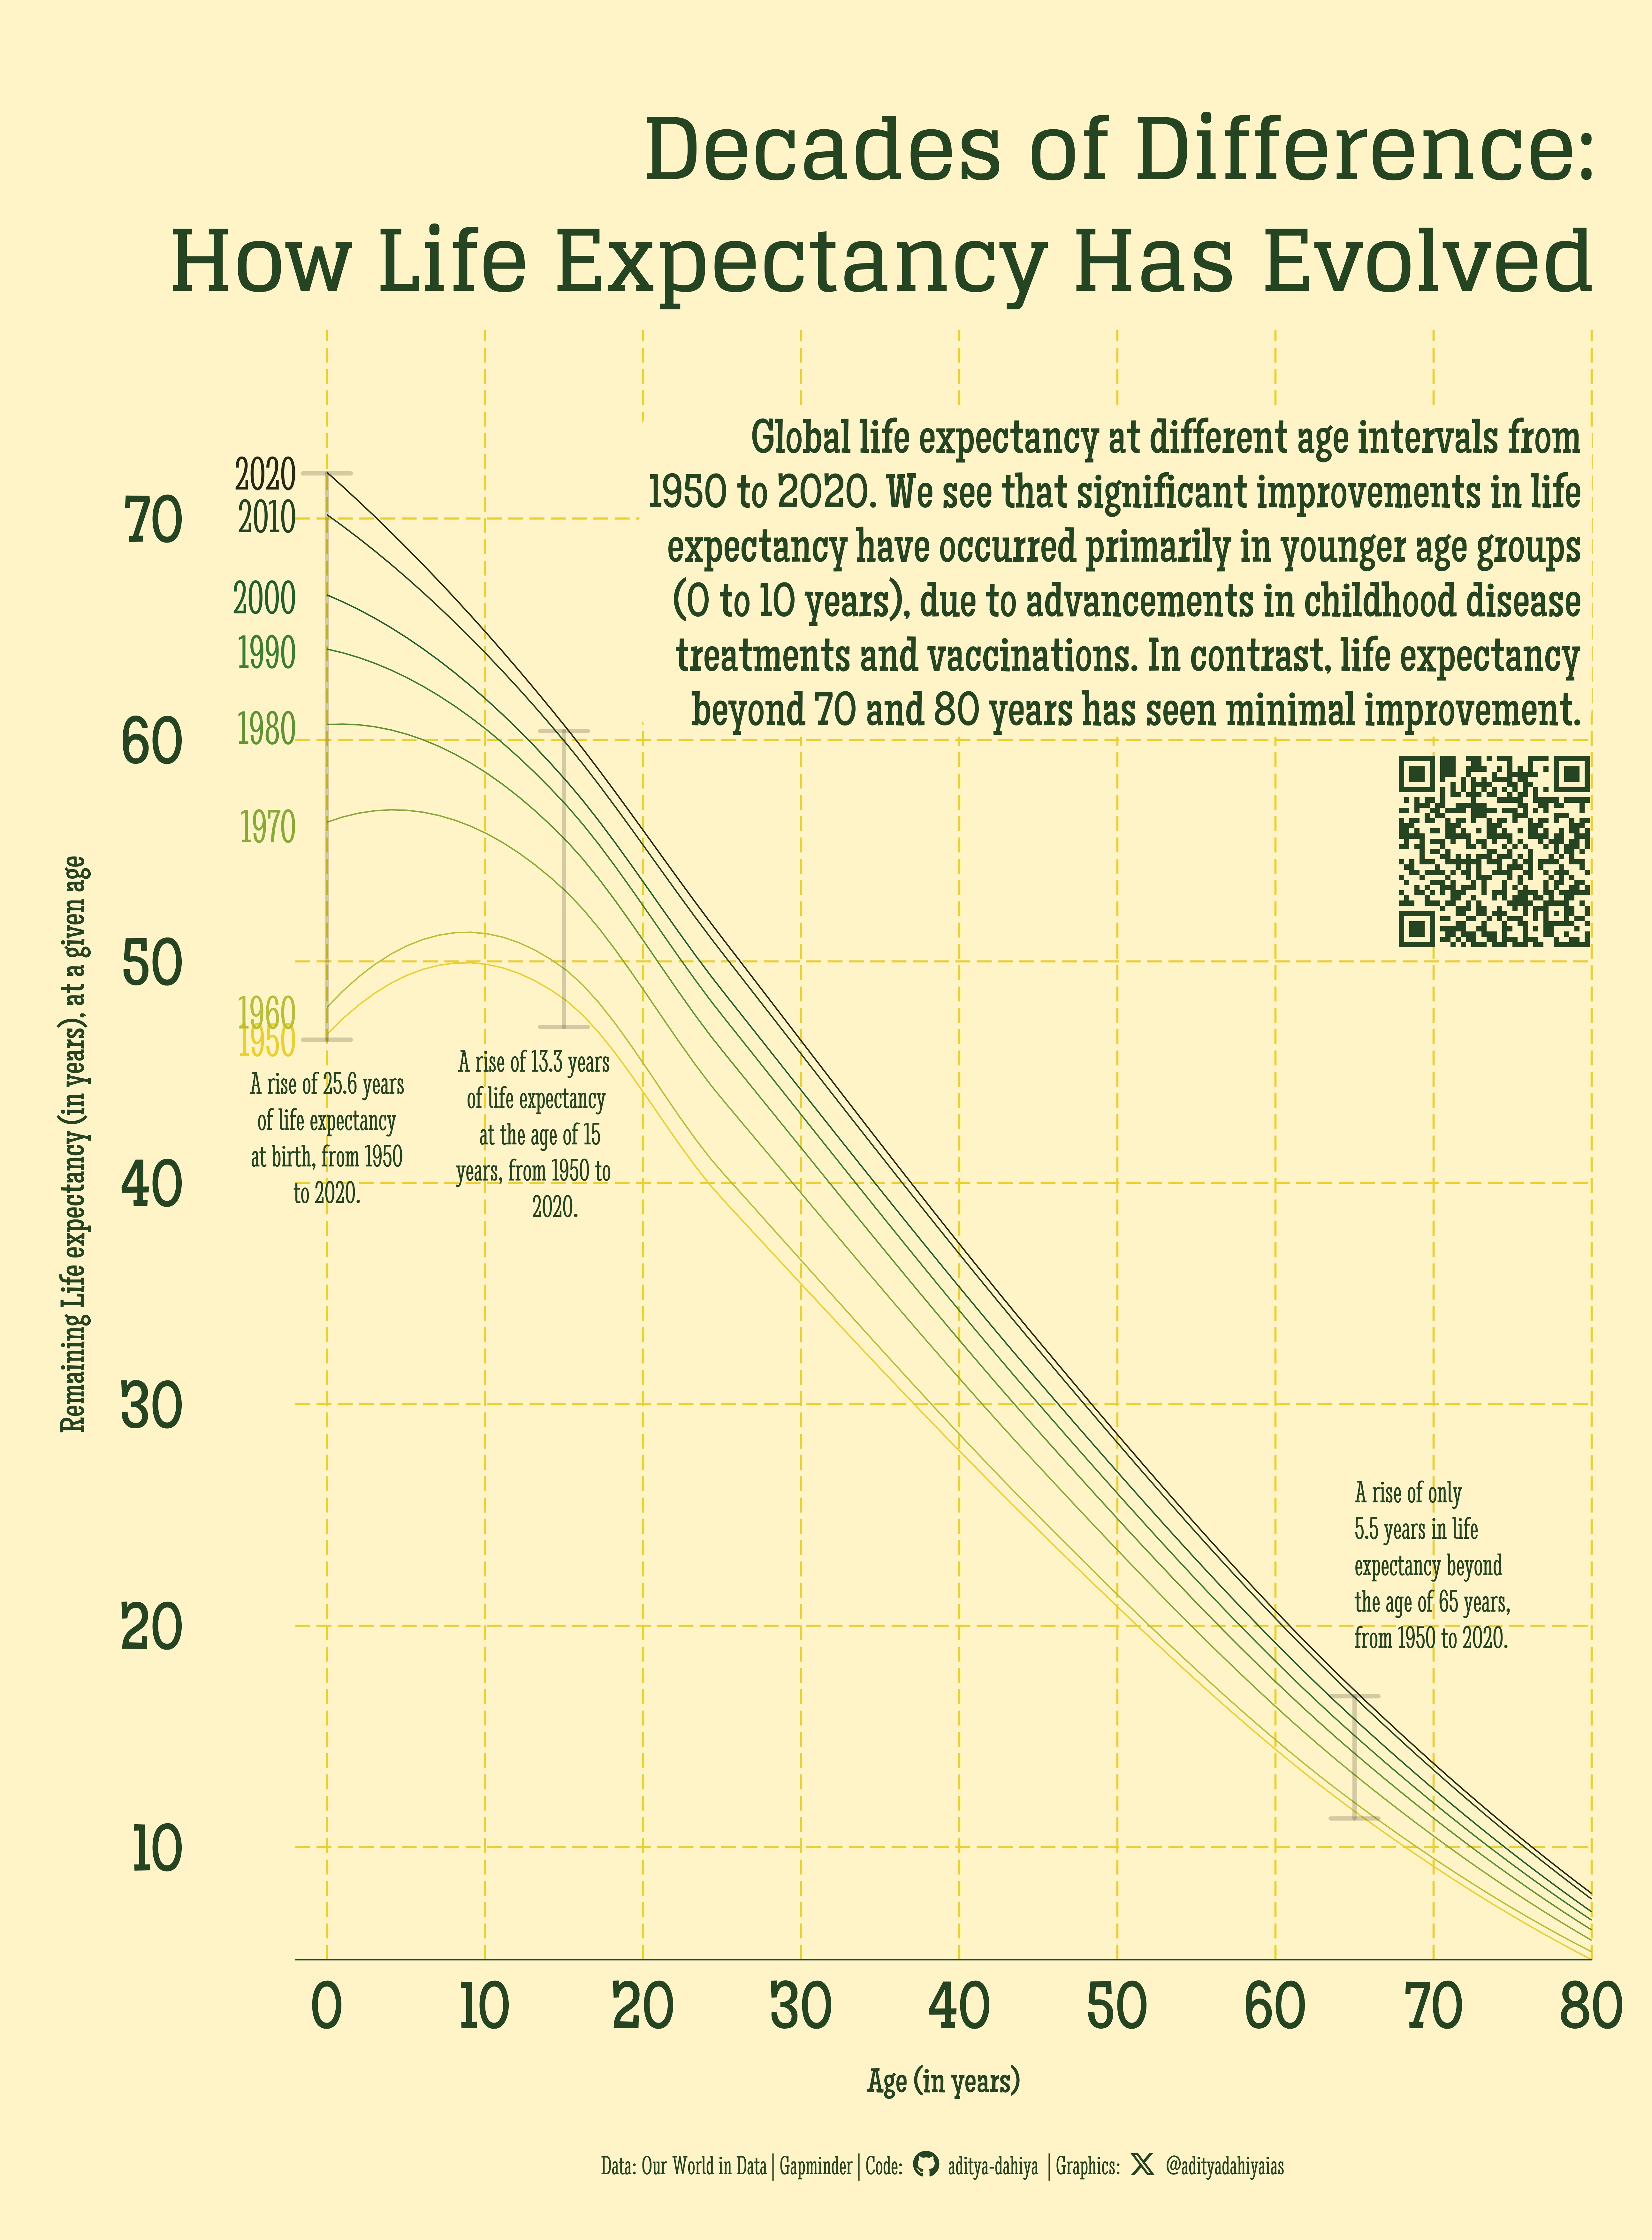 Decades of Difference:
How Life Expectancy Has Evolved
Global life expectancy at different age intervals from
1950 to 2020. We see that significant improvements in life
expectancy have occurred primarily in younger age groups
(0 to 10 years), due to advancements in childhood disease
treatments and vaccinations. In contrast, life expectancy
beyond 70 and 80 years has seen minimal improvement.
Remaining Life expectancy (in years), at a given age
70
60
50
40
30
20
10
2020
2010
2000
1990
1980
1970
1960
1950
A rise of 25.6 years
of life expectancy
at birth, from 1950
to 2020.
A rise of 13.3 years
of life expectancy
at the age of 15
years, from 1950 to
2020.
A rise of only
5.5 years in life
expectancy beyond
the age of 65 years,
from 1950 to 2020.
0 10 20 30 40 50 60 70 80
Age (in years)
Data: Our World in Data | Gapminder | Code: aditya-dahiya | Graphics: @adityadahiyaias